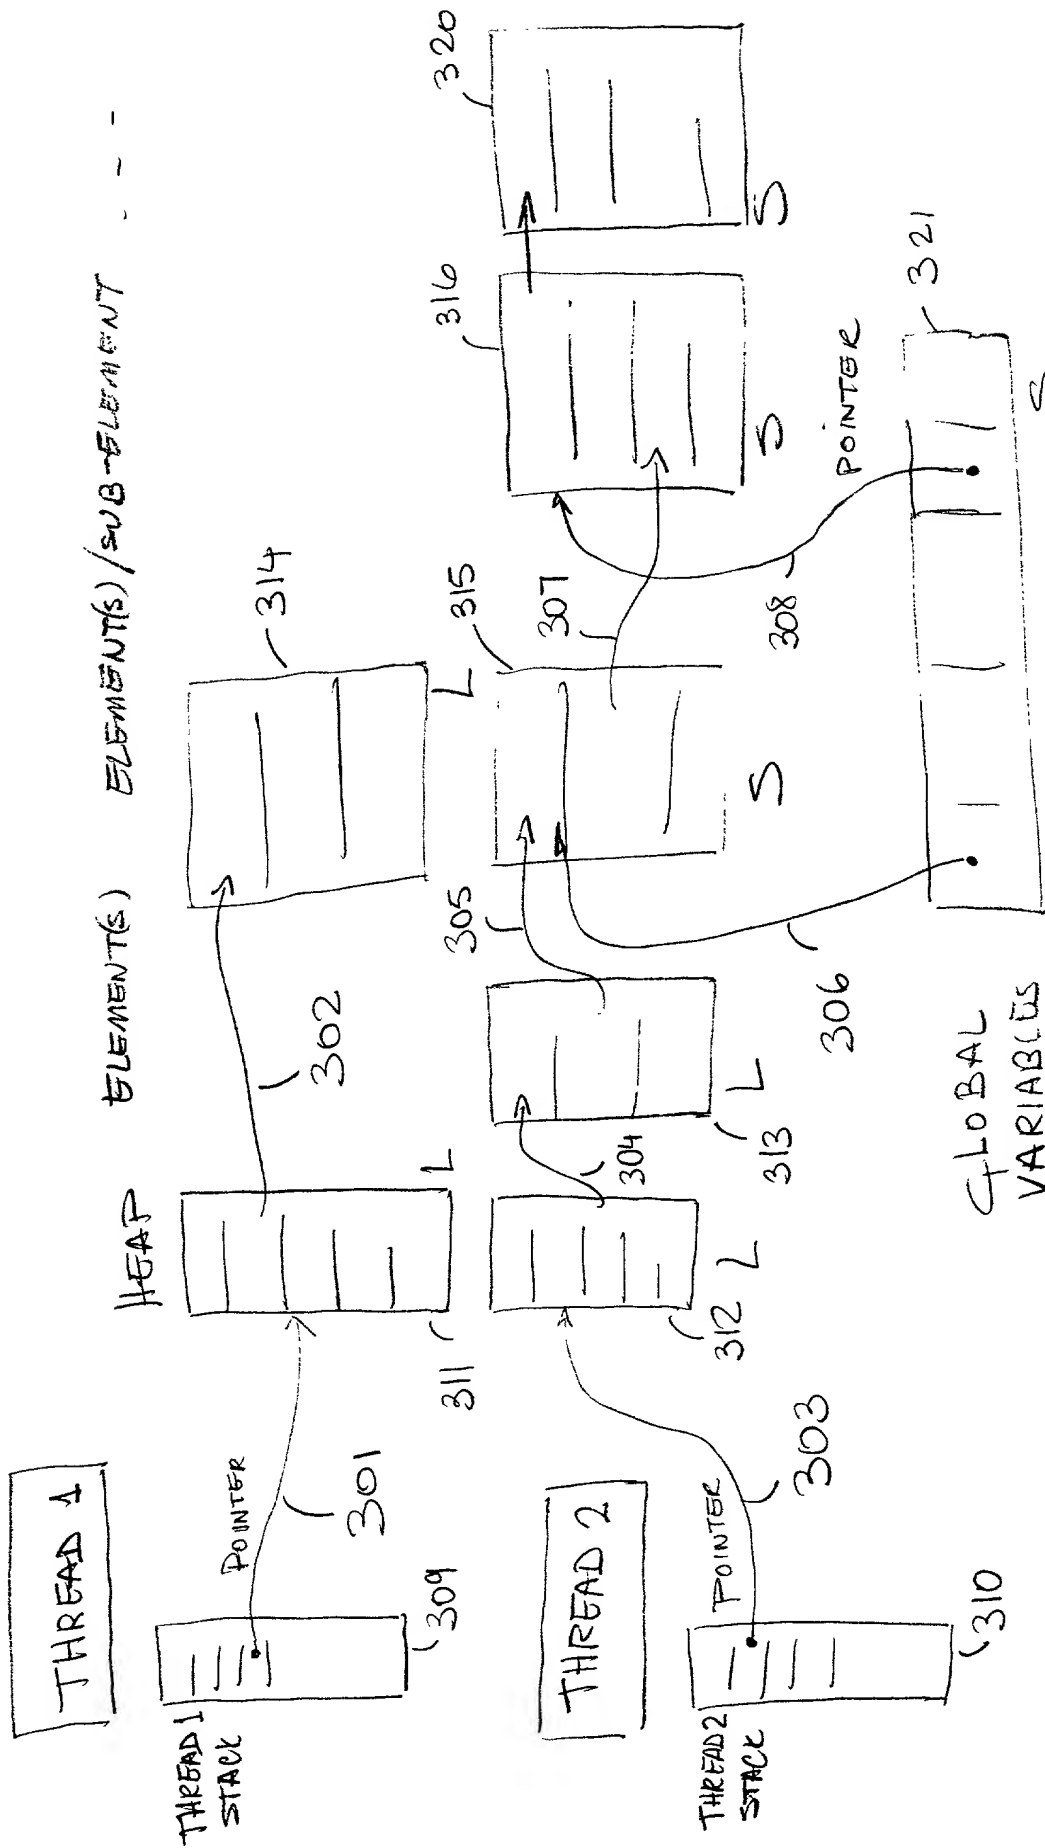 THREAD 1
THREAD 1
STACK
309
POINTER
301
HEAP
311
L
302
ELEMENT(S)
ELEMENT(S)/SUB-ELEMENT . - -
314
L
THREAD 2
THREAD 2
STACK
310
POINTER
303
312
L
304
313
L
305
315
S
307
316
S
320
S
306
308
POINTER
GLOBAL
VARIABLES
321